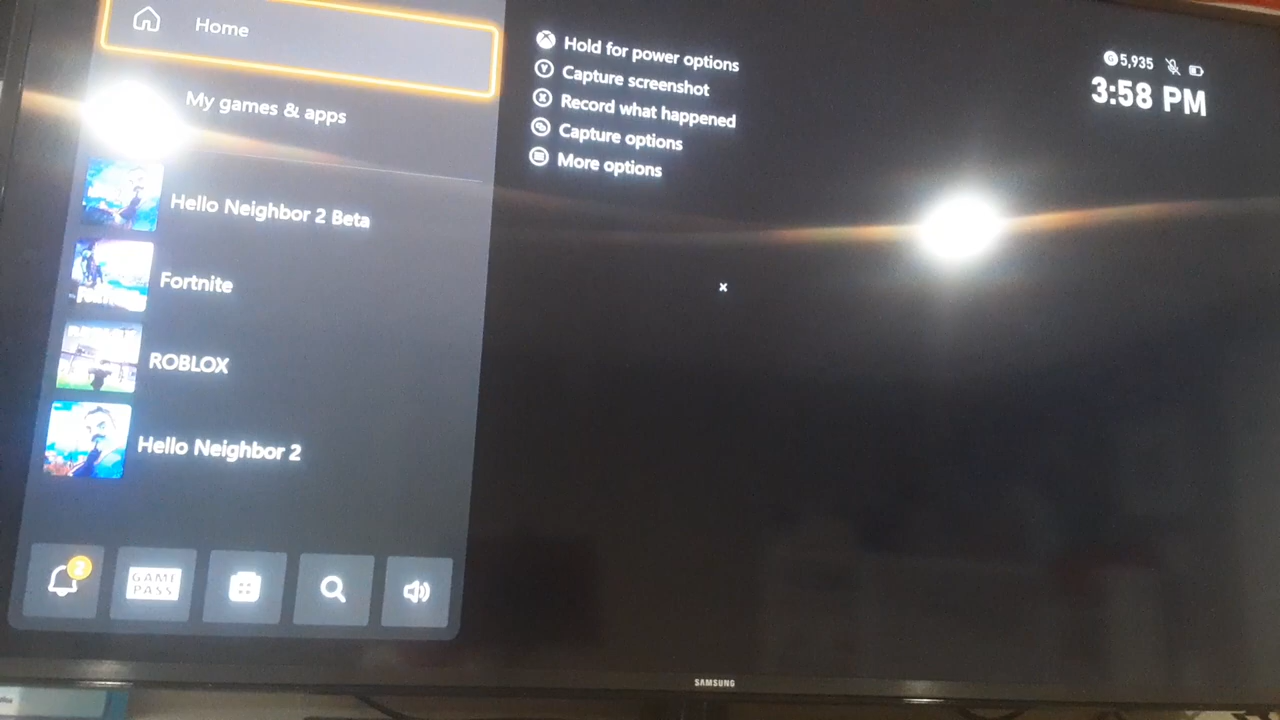 Home
My games & apps
Hello Neighbor 2 Beta
Fortnite
ROBLOX
Hello Neighbor 2
2
GAME
PASS
Hold for power options
Y
Capture screenshot
X
Record what happened
Capture options
More options
G 5,935
3:58 PM
SAMSUNG